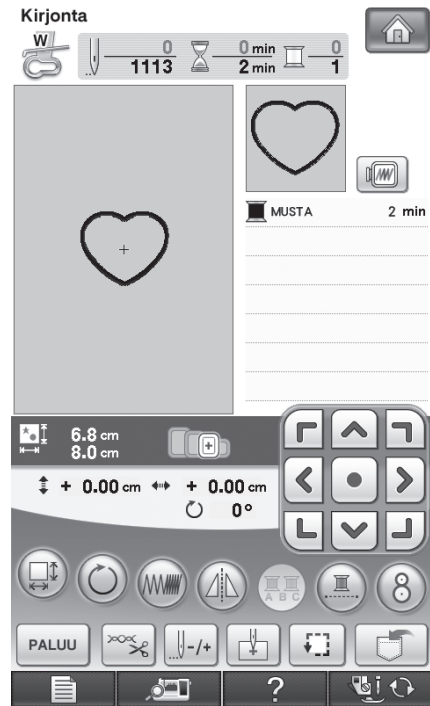 Kirjonta
W
0 0 min 0
1113 2 min 1
MUSTA 2 min
6.8 cm
8.0 cm
+ 0.00 cm + 0.00 cm
0°
A B C
8
PALUU
-/+
?